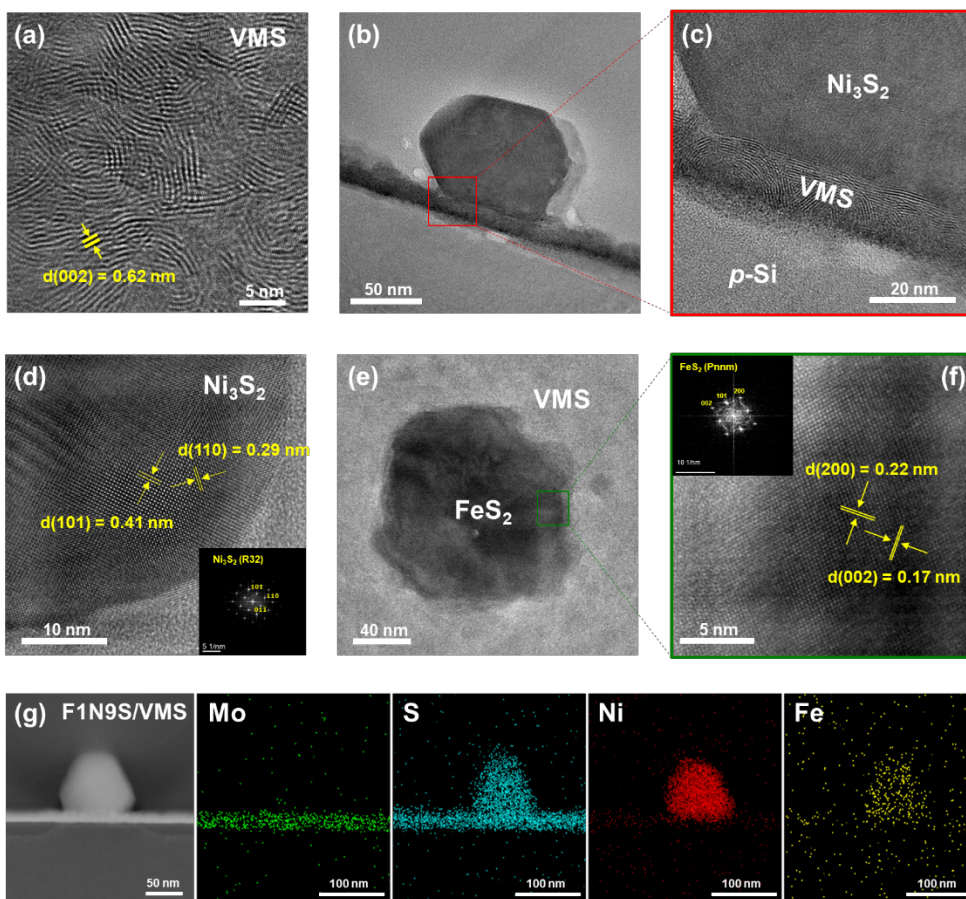 (a)
VMS
d(002) = 0.62 nm
5 nm
(b)
50 nm
(c)
Ni₃S₂
VMS
p-Si
20 nm
(d)
Ni₃S₂
d(110) = 0.29 nm
d(101) = 0.41 nm
10 nm
Ni₃S₂ (R32)
101
110
011
5 1/nm
(e)
VMS
FeS₂
40 nm
(f)
FeS₂ (Pnnm)
002
101
200
10 1/nm
d(200) = 0.22 nm
d(002) = 0.17 nm
5 nm
(g)
F1N9S/VMS
50 nm
Mo
100 nm
S
100 nm
Ni
100 nm
Fe
100 nm